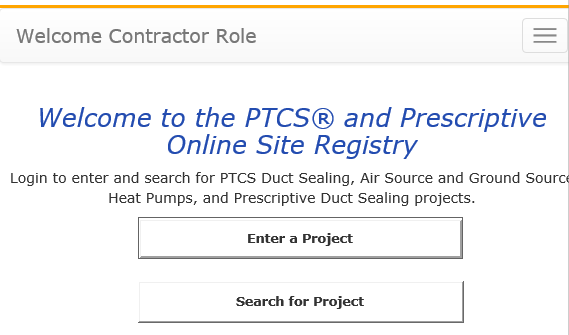 Welcome Contractor Role
Welcome to the PTCS® and Prescriptive
Online Site Registry
Login to enter and search for PTCS Duct Sealing, Air Source and Ground Source
Heat Pumps, and Prescriptive Duct Sealing projects.
Enter a Project
Search for Project